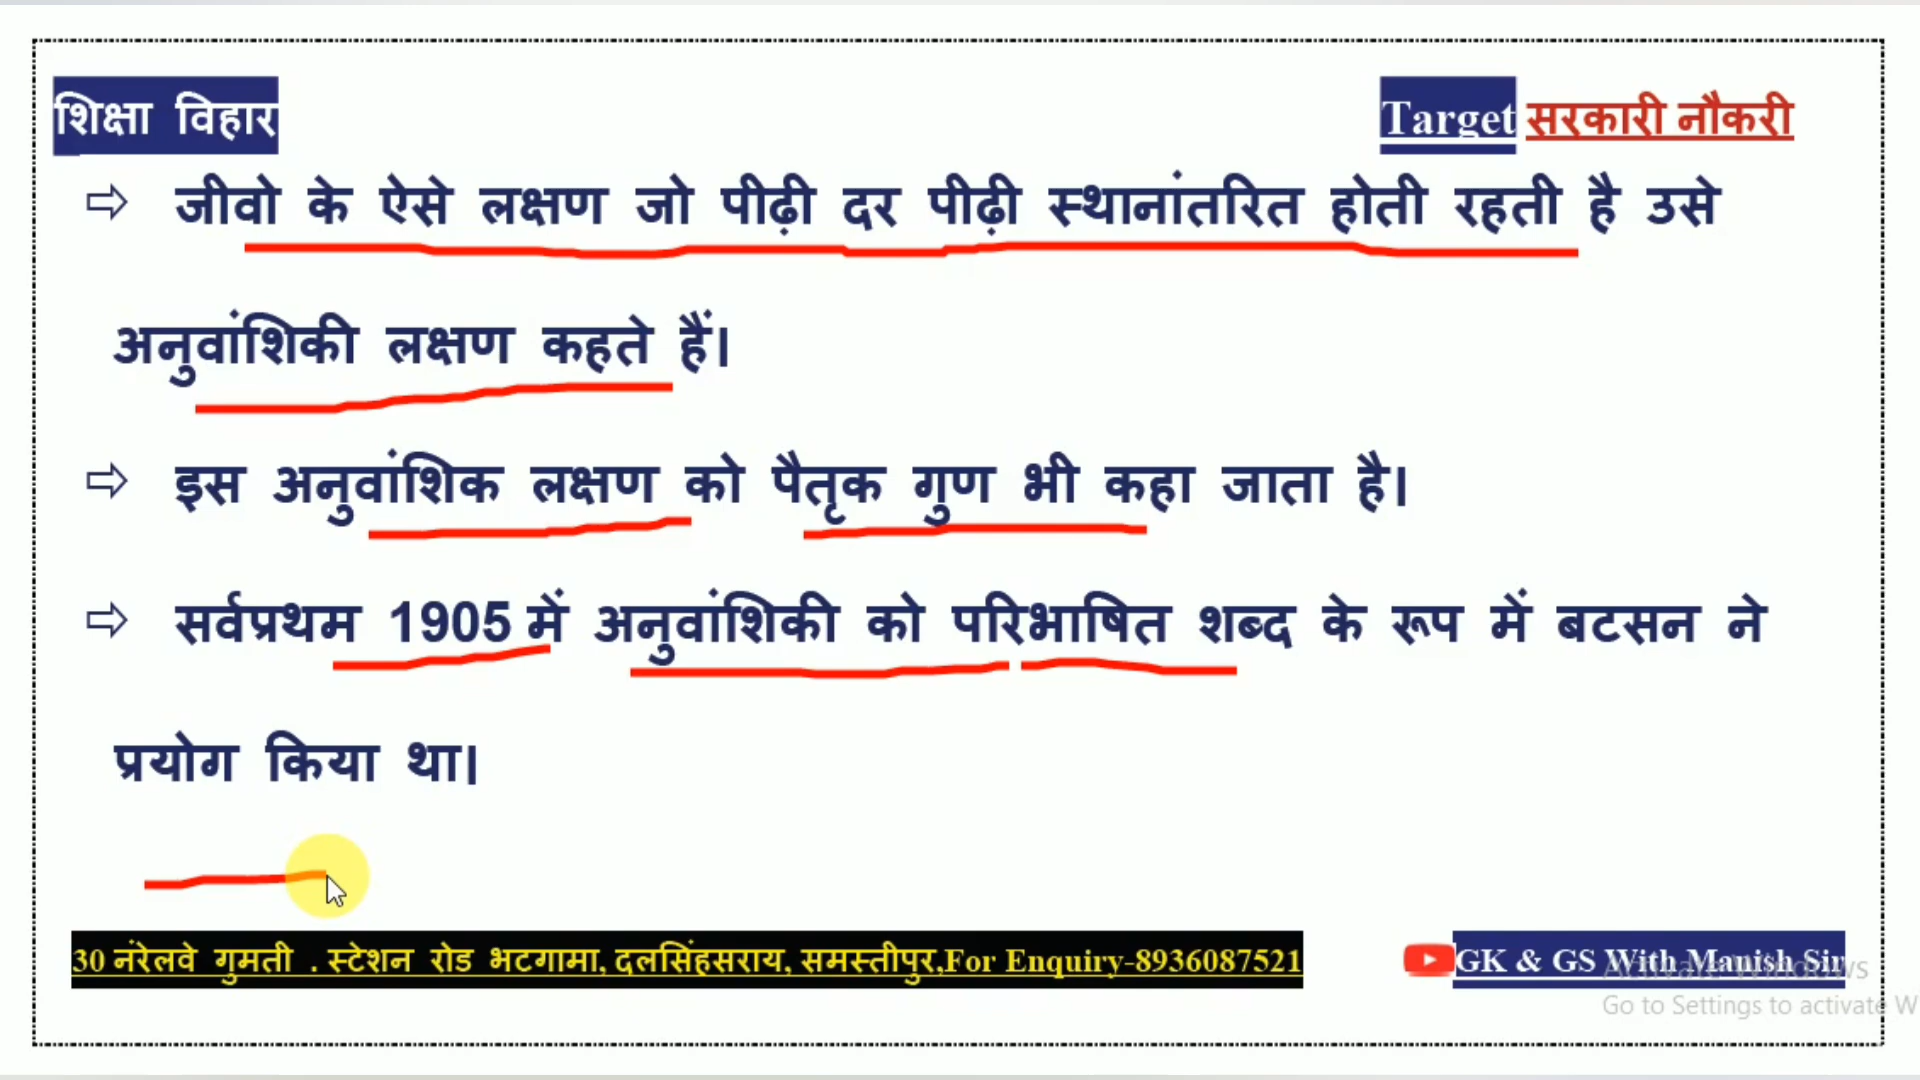 शिक्षा विहार
Target सरकारी नौकरी
⇨ जीवो के ऐसे लक्षण जो पीढ़ी दर पीढ़ी स्थानांतरित होती रहती है उसे
अनुवांशिकी लक्षण कहते हैं।
⇨ इस अनुवांशिक लक्षण को पैतृक गुण भी कहा जाता है।
⇨ सर्वप्रथम 1905 में अनुवांशिकी को परिभाषित शब्द के रूप में बटसन ने
प्रयोग किया था।
30 नंरेलवे गुमती . स्टेशन रोड भटगामा, दलसिंहसराय, समस्तीपुर,For Enquiry-8936087521
GK & GS With Manish Sir
Activate Windows
Go to Settings to activate W